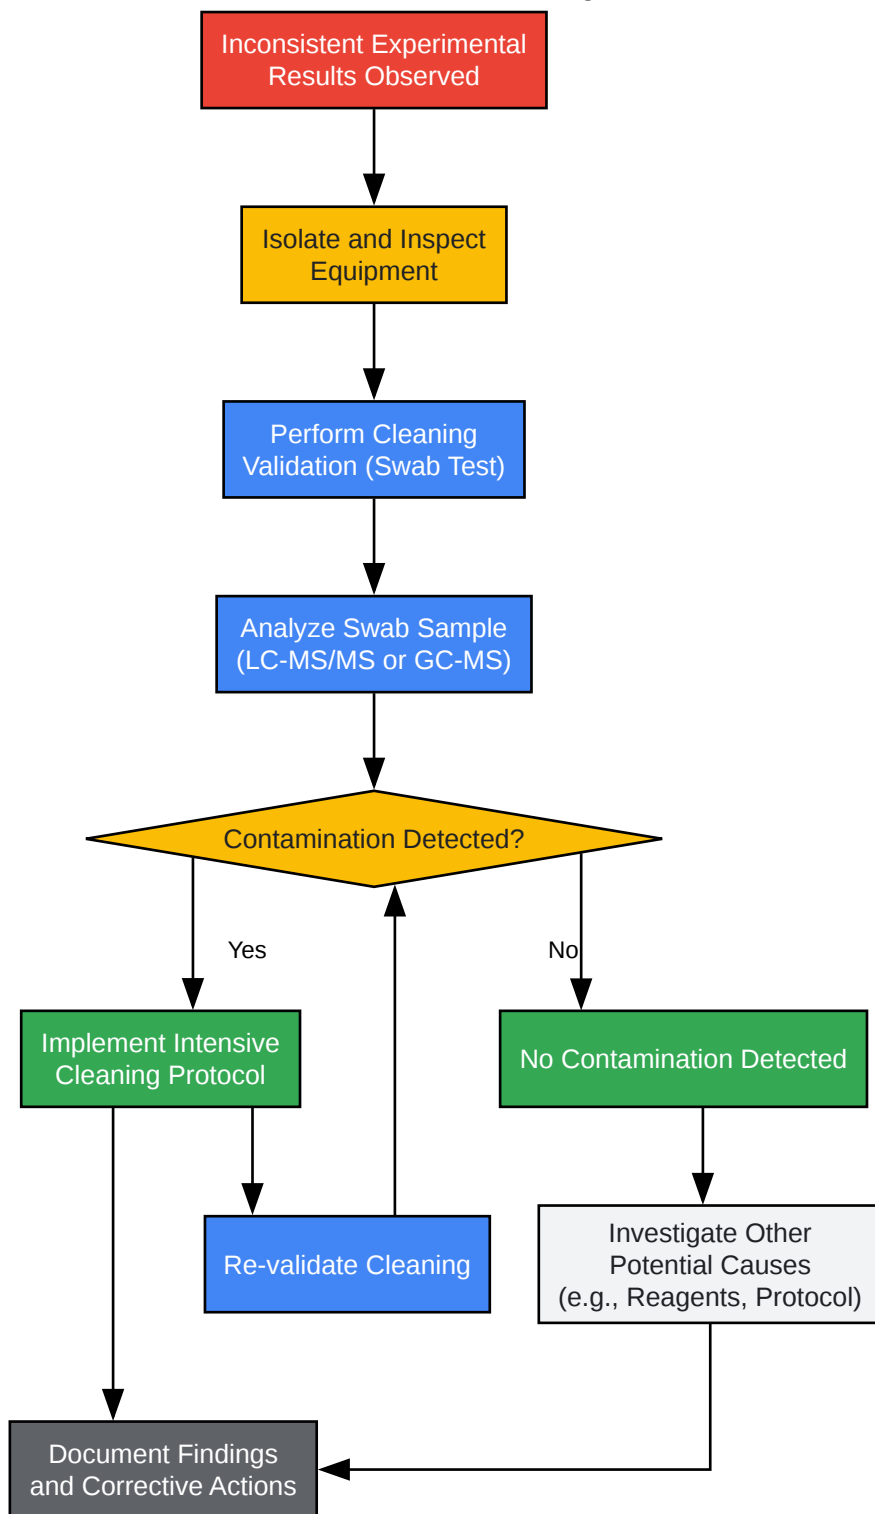 Inconsistent Experimental
Results Observed
Isolate and Inspect
Equipment
Perform Cleaning
Validation (Swab Test)
Analyze Swab Sample
(LC-MS/MS or GC-MS)
Contamination Detected?
Yes
No
Implement Intensive
Cleaning Protocol
No Contamination Detected
Re-validate Cleaning
Investigate Other
Potential Causes
(e.g., Reagents, Protocol)
Document Findings
and Corrective Actions